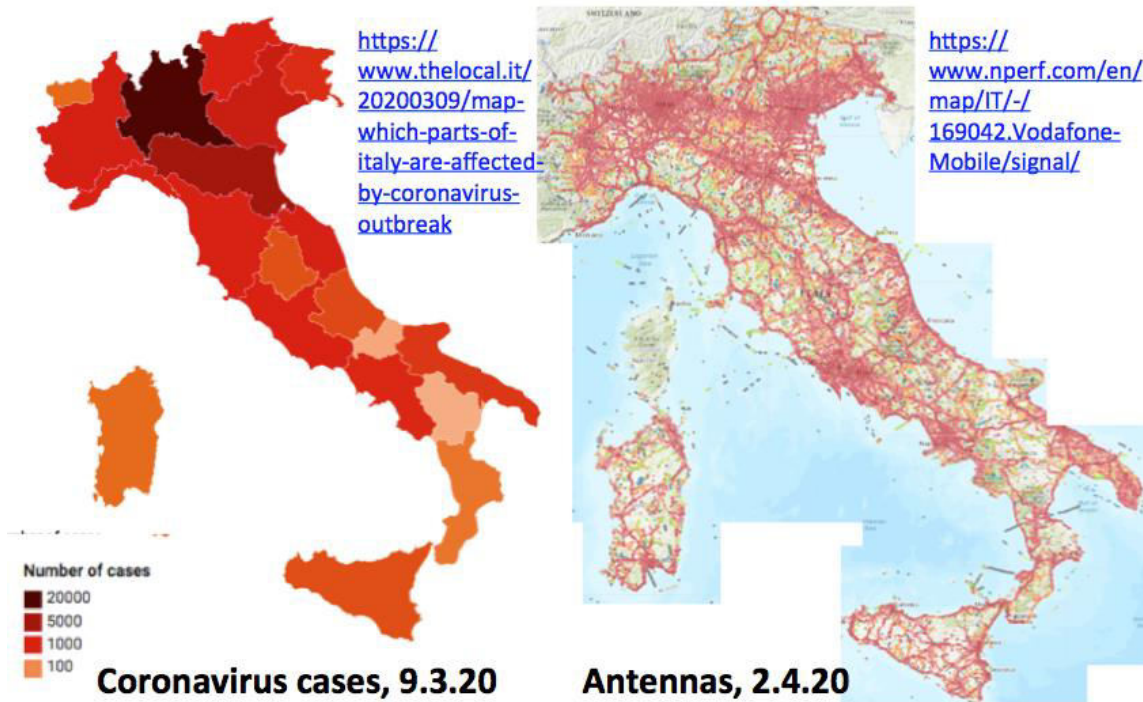 https://
www.thelocal.it/
20200309/map-
which-parts-of-
italy-are-affected-
by-coronavirus-
outbreak
https://
www.nperf.com/en/
map/IT/-/
169042.Vodafone-
Mobile/signal/
SWITZERLAND
Number of cases
20000
5000
1000
100
Coronavirus cases, 9.3.20
Antennas, 2.4.20